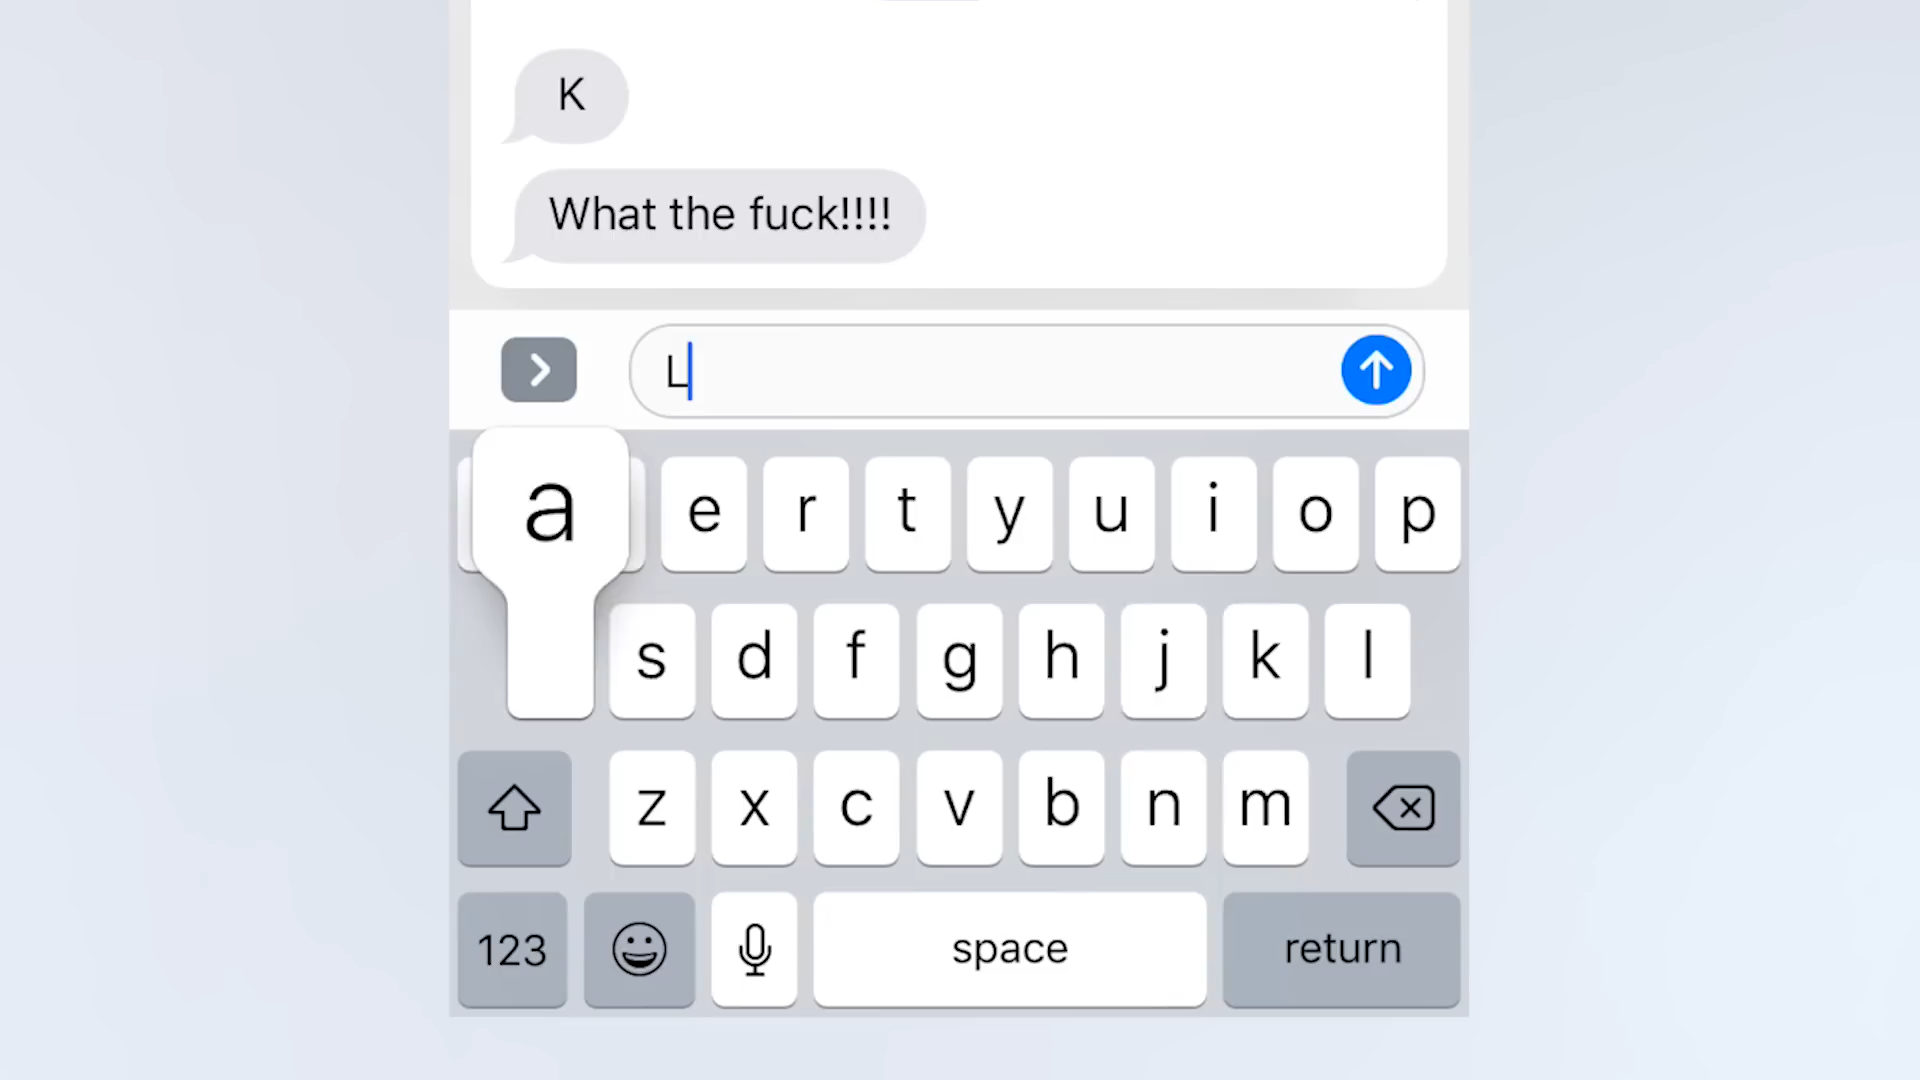 K
What the fuck!!!!
L
a e r t y u i o p
s d f g h j k l
z x c v b n m
123 space return